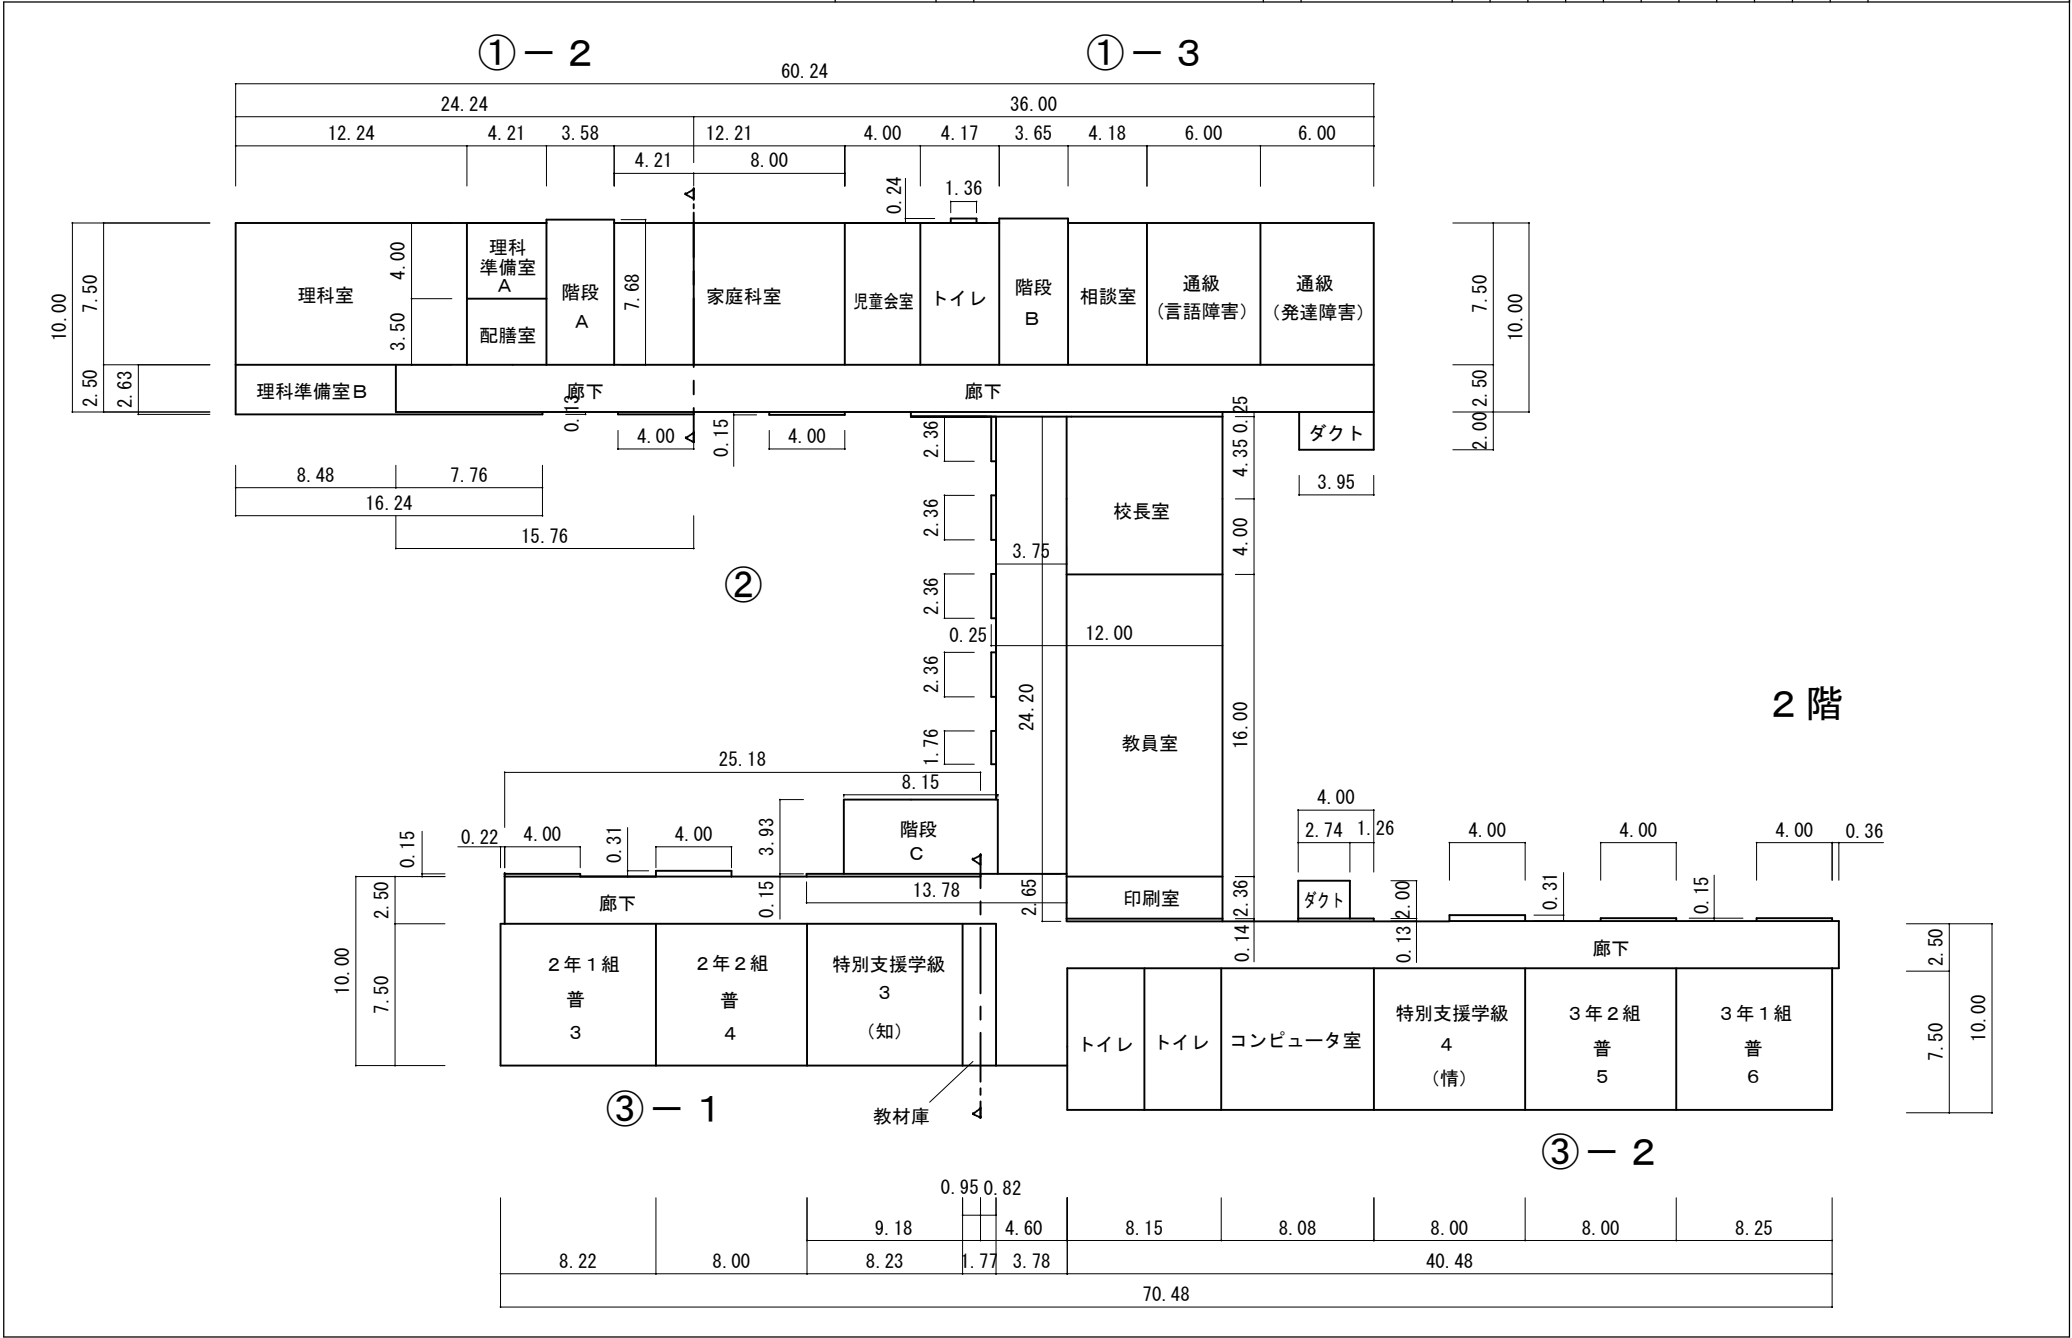 ①－２
①－３
60.24
24.24
36.00
12.24
4.21
3.58
12.21
4.00
4.17
3.65
4.18
6.00
6.00
4.21
8.00
0.24
1.36
10.00
7.50
2.50
2.63
理科室
4.00
3.50
理科
準備室
A
配膳室
階段
A
7.68
家庭科室
児童会室
トイレ
階段
B
相談室
通級
（言語障害）
通級
（発達障害）
7.50
10.00
2.50
2.00
理科準備室B
廊下
廊下
0.13
4.00
0.15
4.00
2.36
0.25
4.35
ダクト
3.95
8.48
7.76
16.24
15.76
2.36
校長室
4.00
3.75
②
2.36
0.25
12.00
2.36
24.20
16.00
教員室
1.76
２階
25.18
8.15
階段
C
3.93
0.15
0.22
4.00
0.31
4.00
4.00
2.74
1.26
4.00
4.00
4.00
0.36
10.00
2.50
7.50
廊下
0.15
13.78
2.65
印刷室
2.36
0.14
ダクト
2.00
0.13
0.31
0.15
廊下
2.50
7.50
10.00
２年１組
普
３
２年２組
普
４
特別支援学級
３
（知）
トイレ
トイレ
コンピュータ室
特別支援学級
４
（情）
３年２組
普
５
３年１組
普
６
③－１
教材庫
③－２
0.95
0.82
9.18
4.60
8.15
8.08
8.00
8.00
8.25
8.22
8.00
8.23
1.77
3.78
40.48
70.48